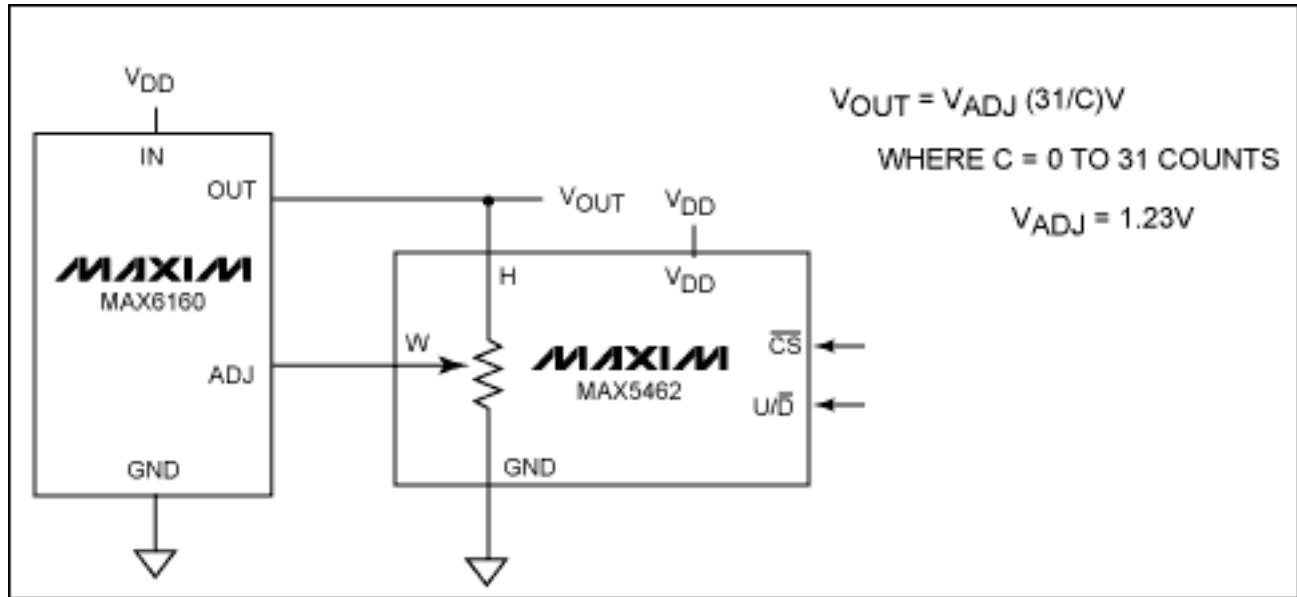 VDD
IN
OUT
MAXIM
MAX6160
ADJ
GND
VOUT
VDD
VDD
H
W
MAXIM
MAX5462
CS
U/D
GND
VOUT = VADJ (31/C)V
WHERE C = 0 TO 31 COUNTS
VADJ = 1.23V